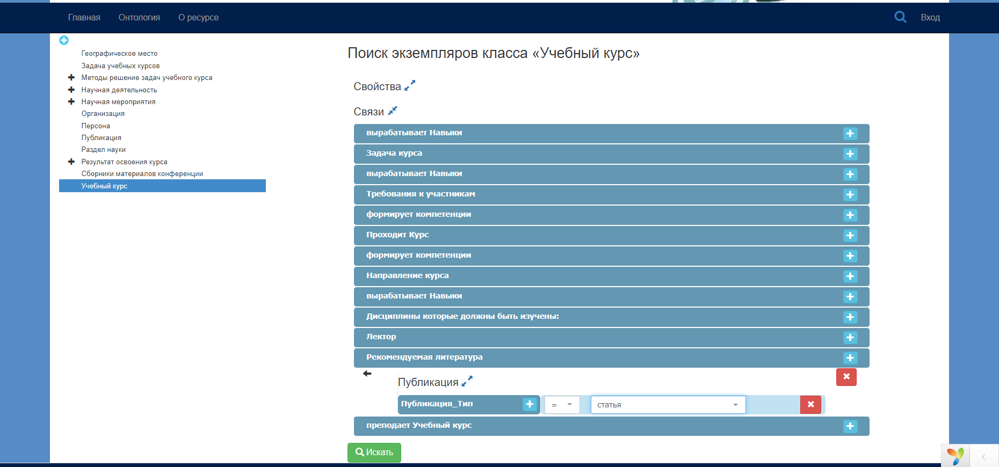 Главная Онтология О ресурсе Вход
Географическое место
Задача учебных курсов
Методы решение задач учебного курса
Научная деятельность
Научная мероприятия
Организация
Персона
Публикация
Раздел науки
Результат освоения курса
Сборники материалов конференции
Учебный курс
Поиск экземпляров класса «Учебный курс»
Свойства
Связи
вырабатывает Навыки
Задача курса
вырабатывает Навыки
Требования к участникам
формирует компетенции
Проходит Курс
формирует компетенции
Направление курса
вырабатывает Навыки
Дисциплины которые должны быть изучены:
Лектор
Рекомендуемая литература
Публикация
Публикация_Тип = статья
преподает Учебный курс
Искать